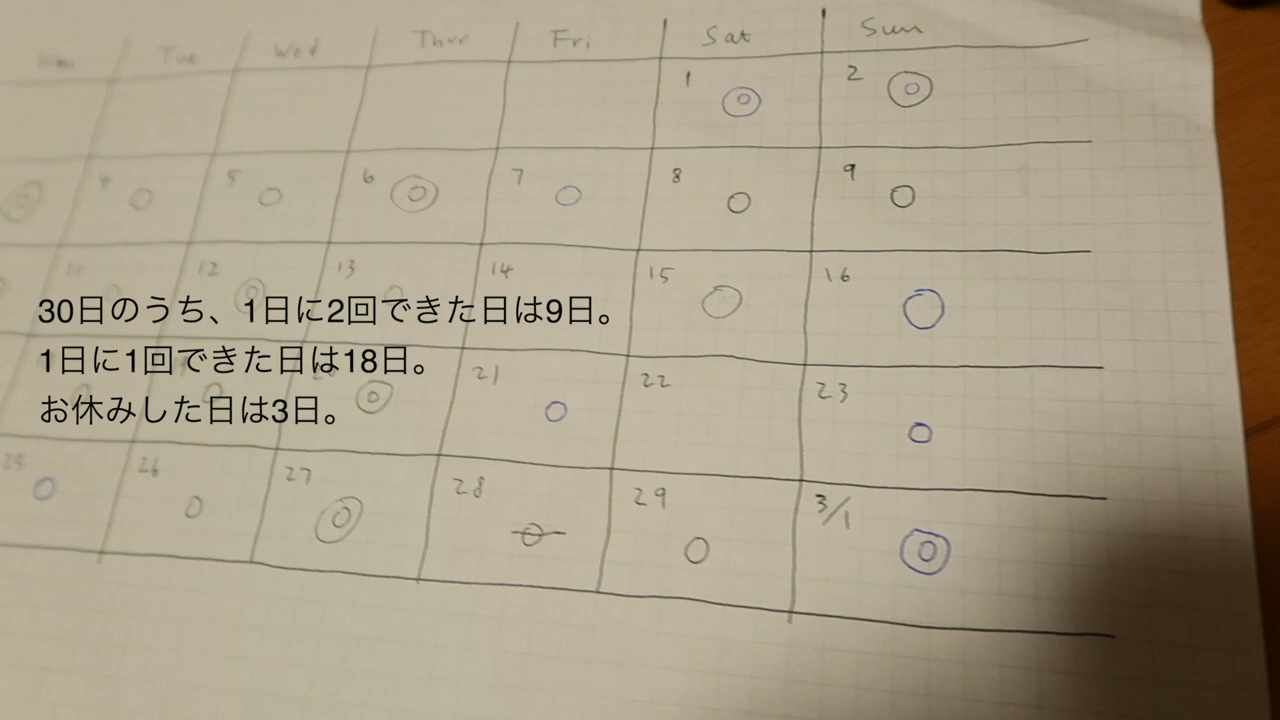 Mon Tue Wed Thur Fri Sat Sun
1 2
4 5 6 7 8 9
11 12 13 14 15 16
30日のうち、1日に2回できた日は9日。
1日に1回できた日は18日。
お休みした日は3日。
21 22 23
26 27 28 29 3/1